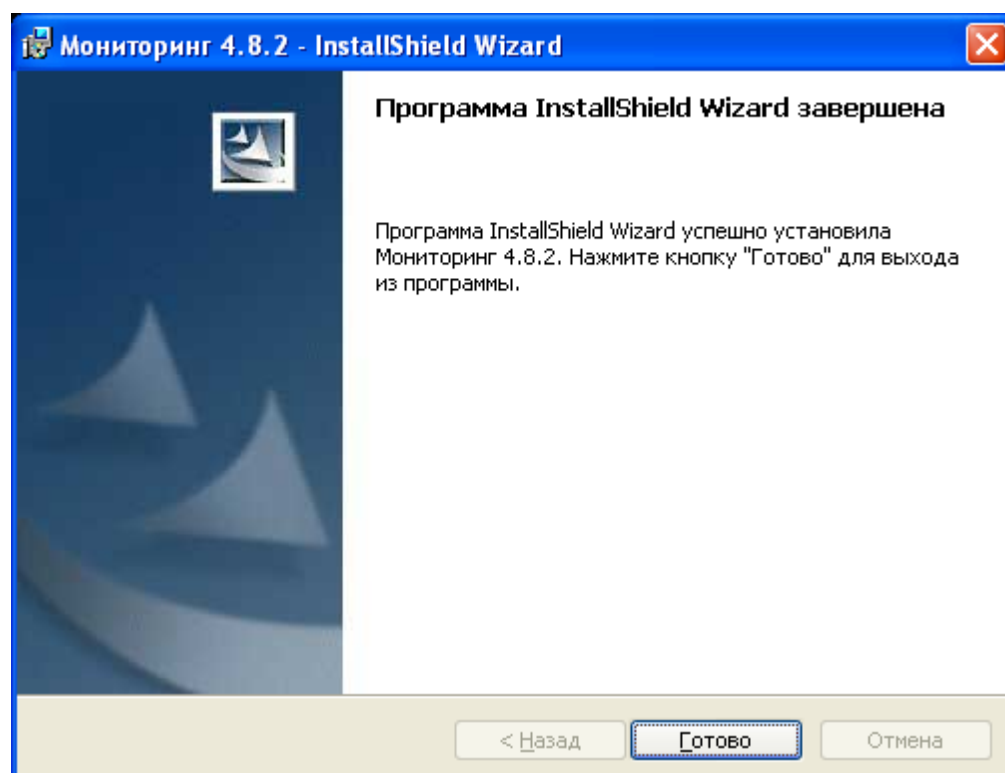 Мониторинг 4.8.2 - InstallShield Wizard
Программа InstallShield Wizard завершена
Программа InstallShield Wizard успешно установила
Мониторинг 4.8.2. Нажмите кнопку "Готово" для выхода
из программы.
< Назад Готово Отмена